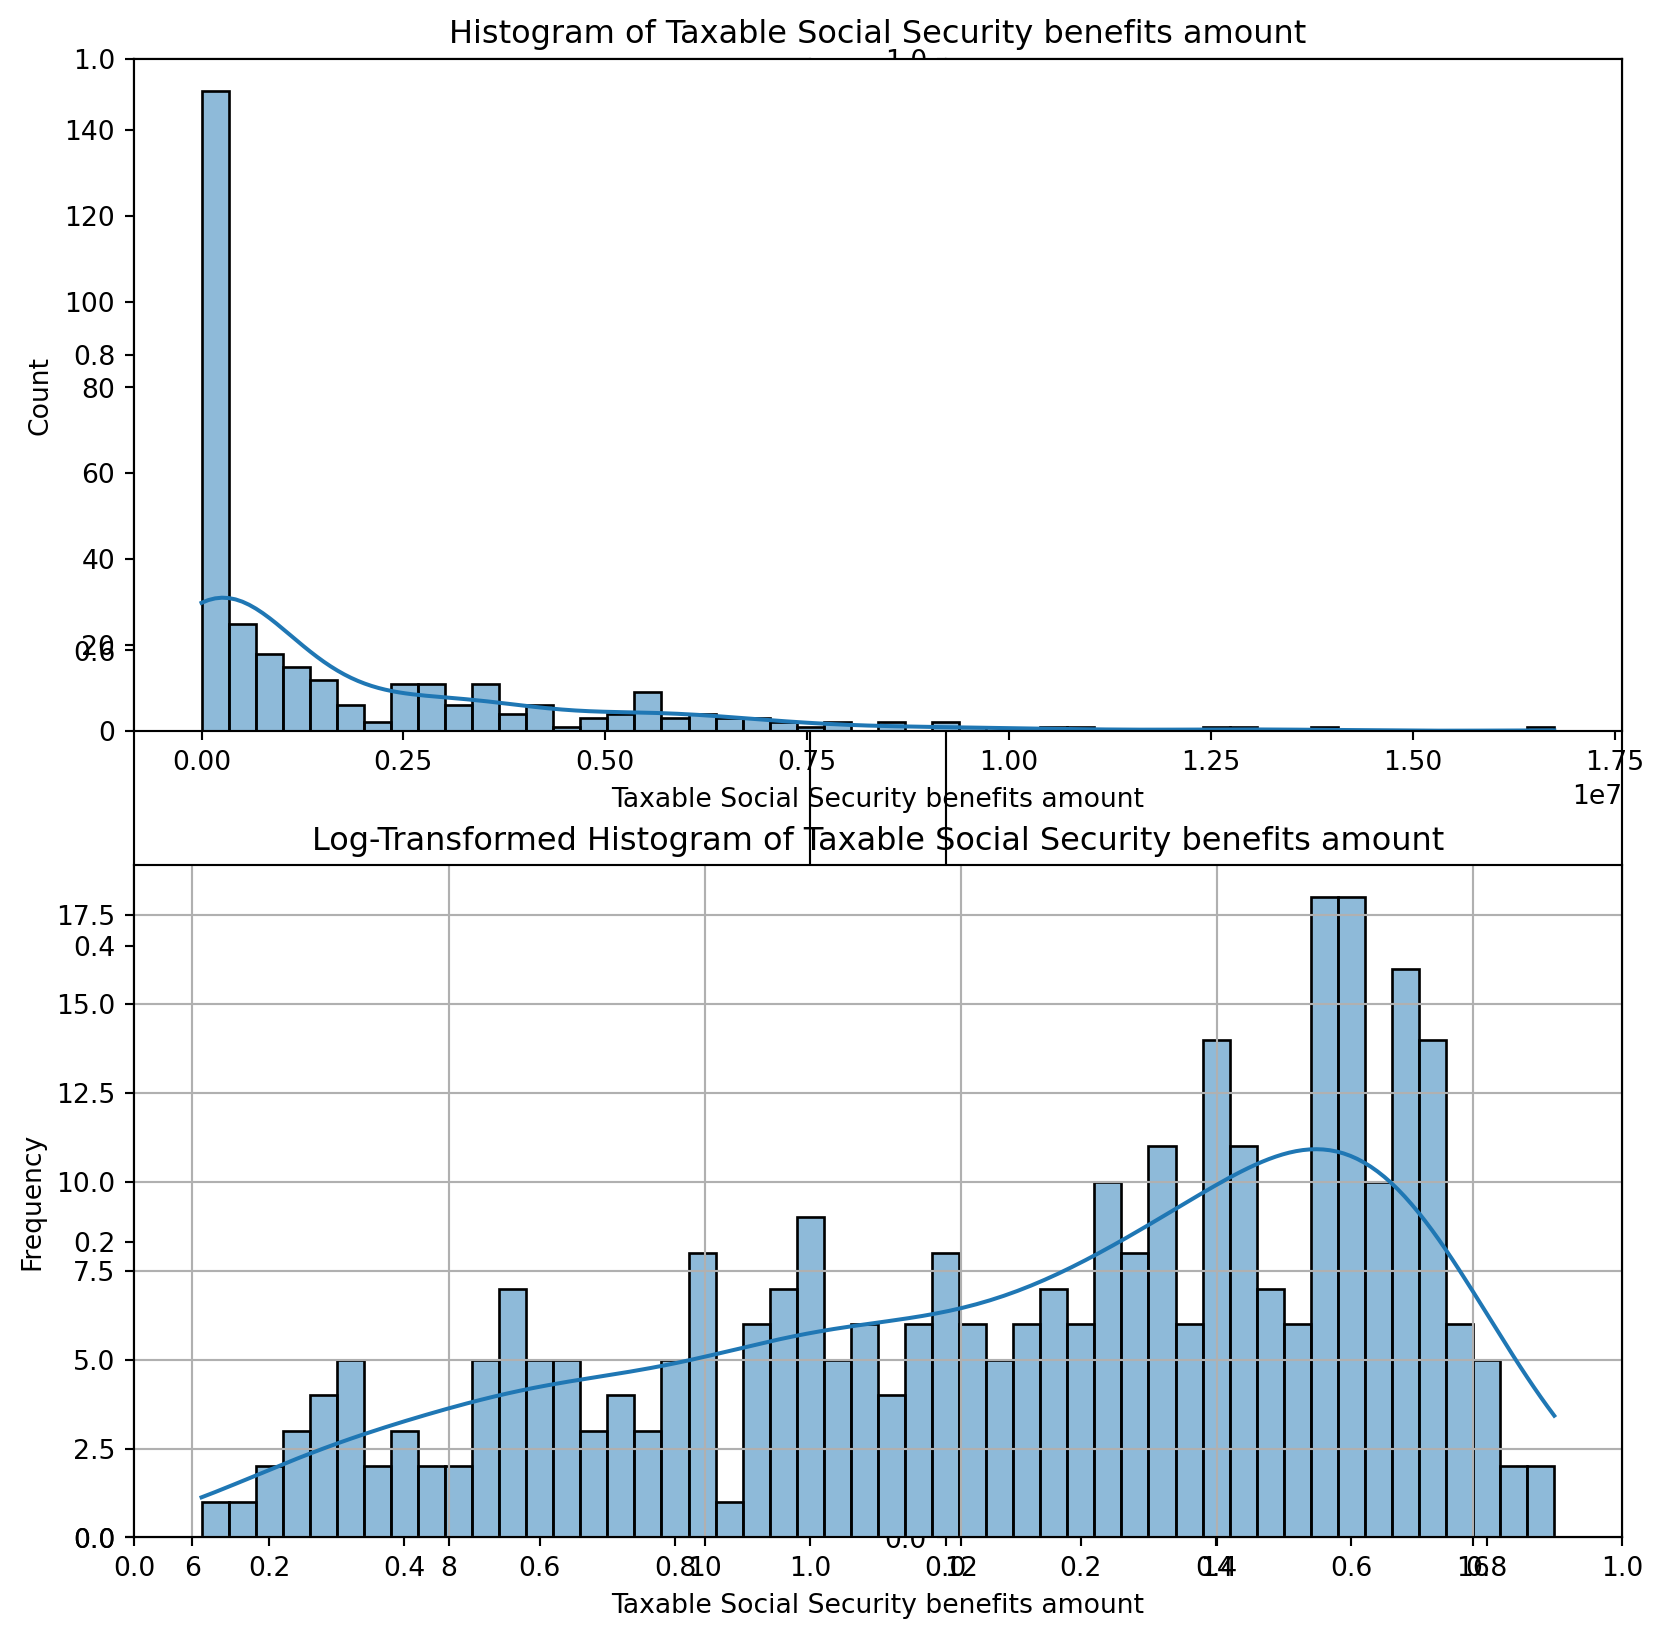 Histogram of Taxable Social Security benefits amount
1.0
140
120
100
0.8
80
60
40
20
0.6
0
Count
0.00 0.25 0.50 0.75 1.00 1.25 1.50 1.75
1e7
Taxable Social Security benefits amount
Log-Transformed Histogram of Taxable Social Security benefits amount
17.5
0.4
15.0
12.5
10.0
0.2
7.5
5.0
2.5
0.0
Frequency
0.0 6 0.2 0.4 8 0.6 0.8 10 1.0 0.0 12 0.2 0.4 14 0.6 16 0.8 1.0
Taxable Social Security benefits amount